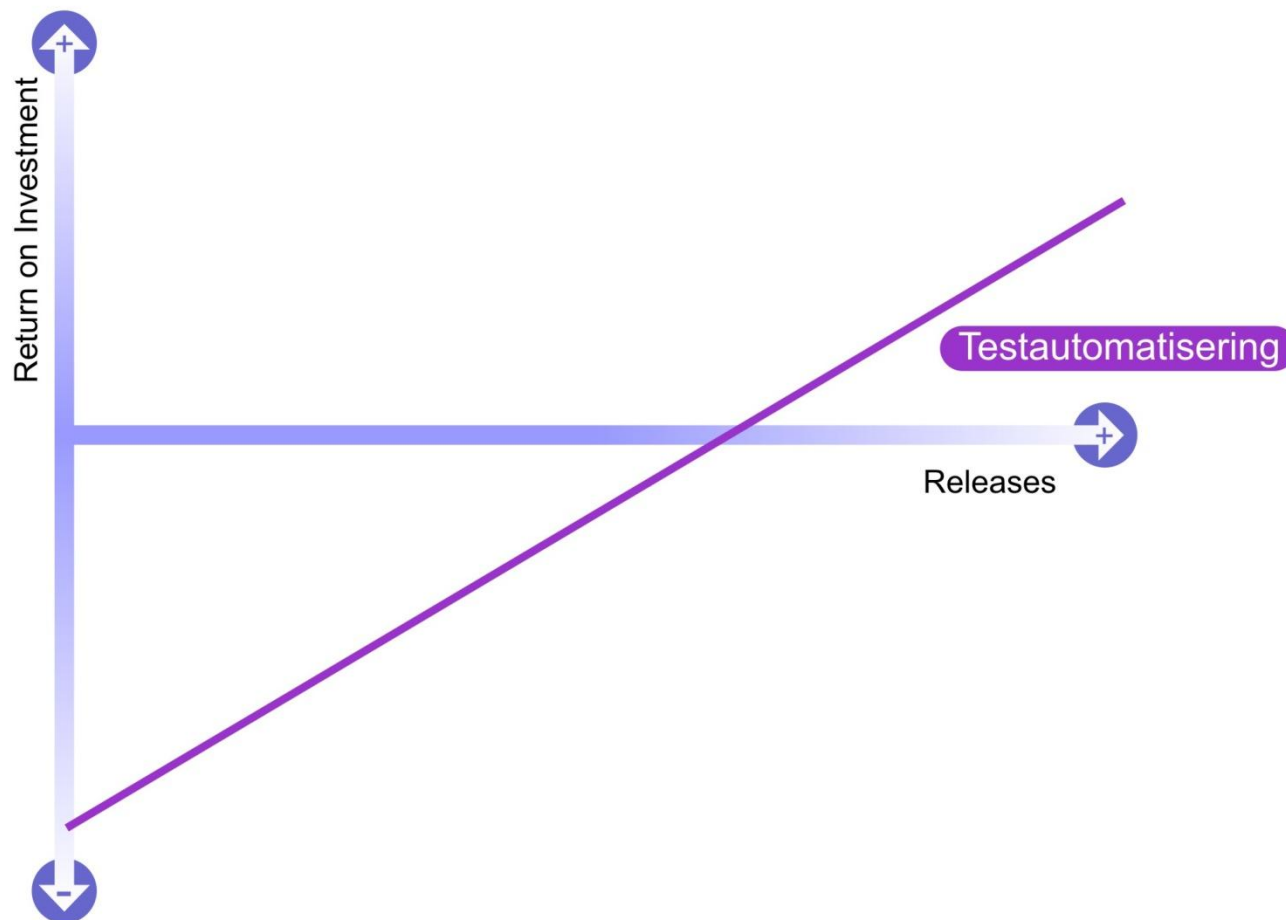 +
Return on Investment
Testautomatisering
+
Releases
-